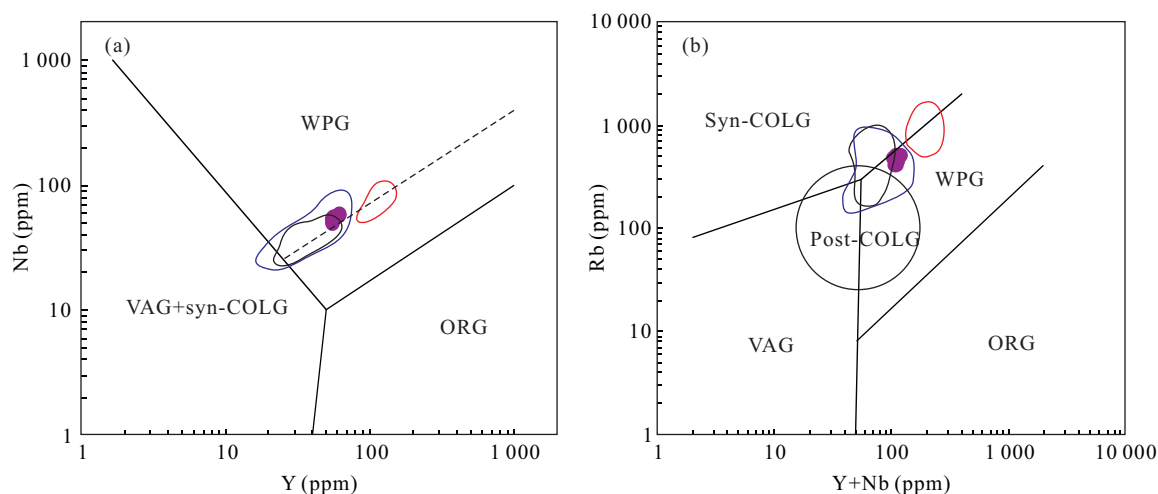 (a)
1 000
100
10
1
Nb (ppm)
WPG
VAG+syn-COLG
ORG
1
10
100
1 000
Y (ppm)
(b)
10 000
1 000
100
10
1
Rb (ppm)
Syn-COLG
WPG
Post-COLG
VAG
ORG
1
10
100
1 000
10 000
Y+Nb (ppm)